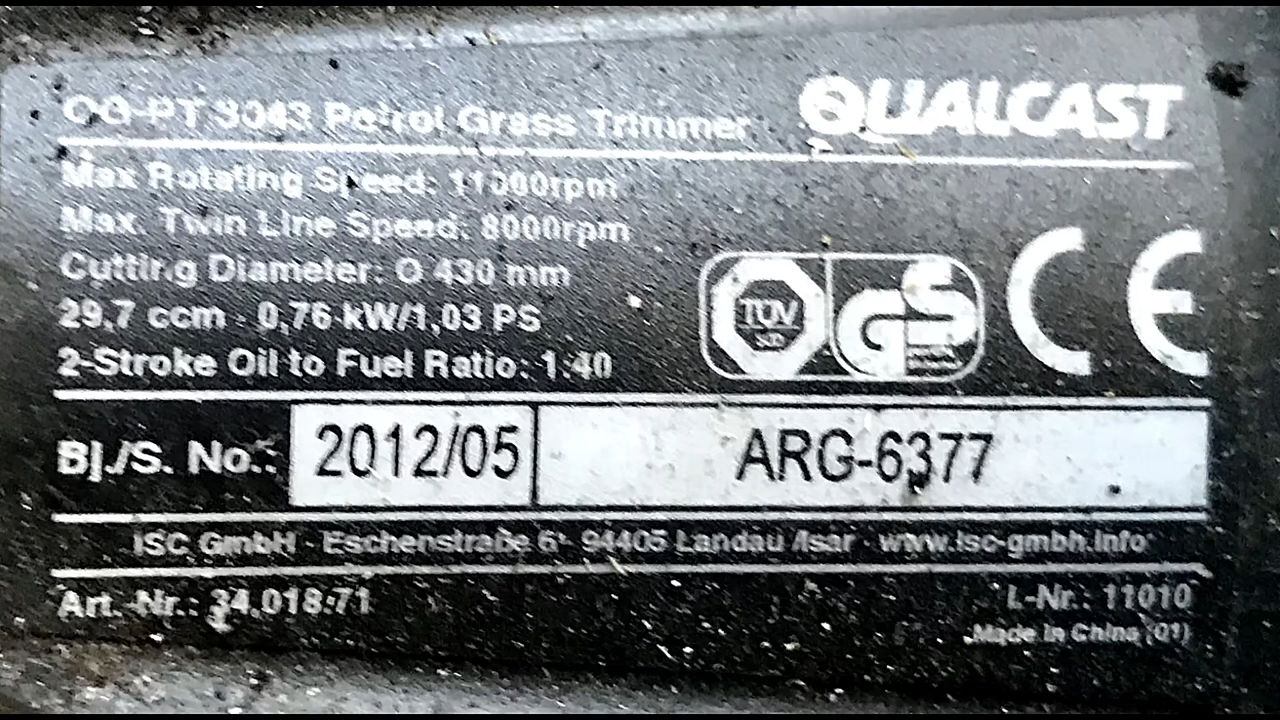 CG-PT 3043 Petrol Grass Trimmer QUALCAST
Max Rotating Speed: 11000rpm
Max. Twin Line Speed: 8000rpm
Cutting Diameter: Ø 430 mm
29,7 ccm - 0,76 kW/1,03 PS
2-Stroke Oil to Fuel Ratio: 1:40
TÜV SÜD GS CE
Bj./S. No.: 2012/05 ARG-6377
ISC GmbH · Eschenstraße 6 · 94405 Landau/Isar · www.isc-gmbh.info
Art.-Nr.: 34.018.71 I.-Nr.: 11010
Made in China (Q1)